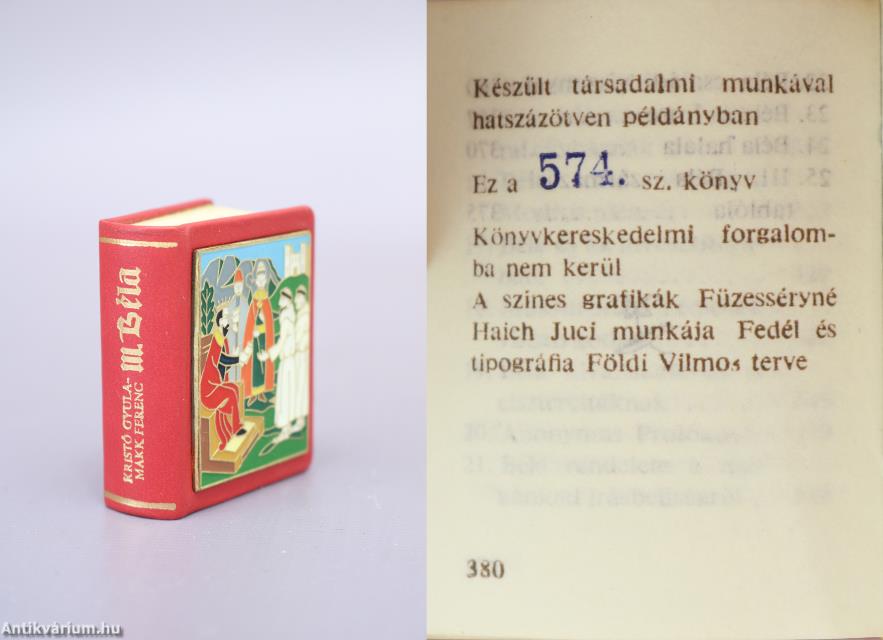 KRISTÓ GYULA-
MAKK FERENC
III. Béla
Készült társadalmi munkával
hatszázötven példányban
Ez a 574. sz. könyv
Könyvkereskedelmi forgalom-
ba nem kerül
A szines grafikák Füzesséryné
Haich Juci munkája Fedél és
tipográfia Földi Vilmos terve
380
Antikvárium.hu